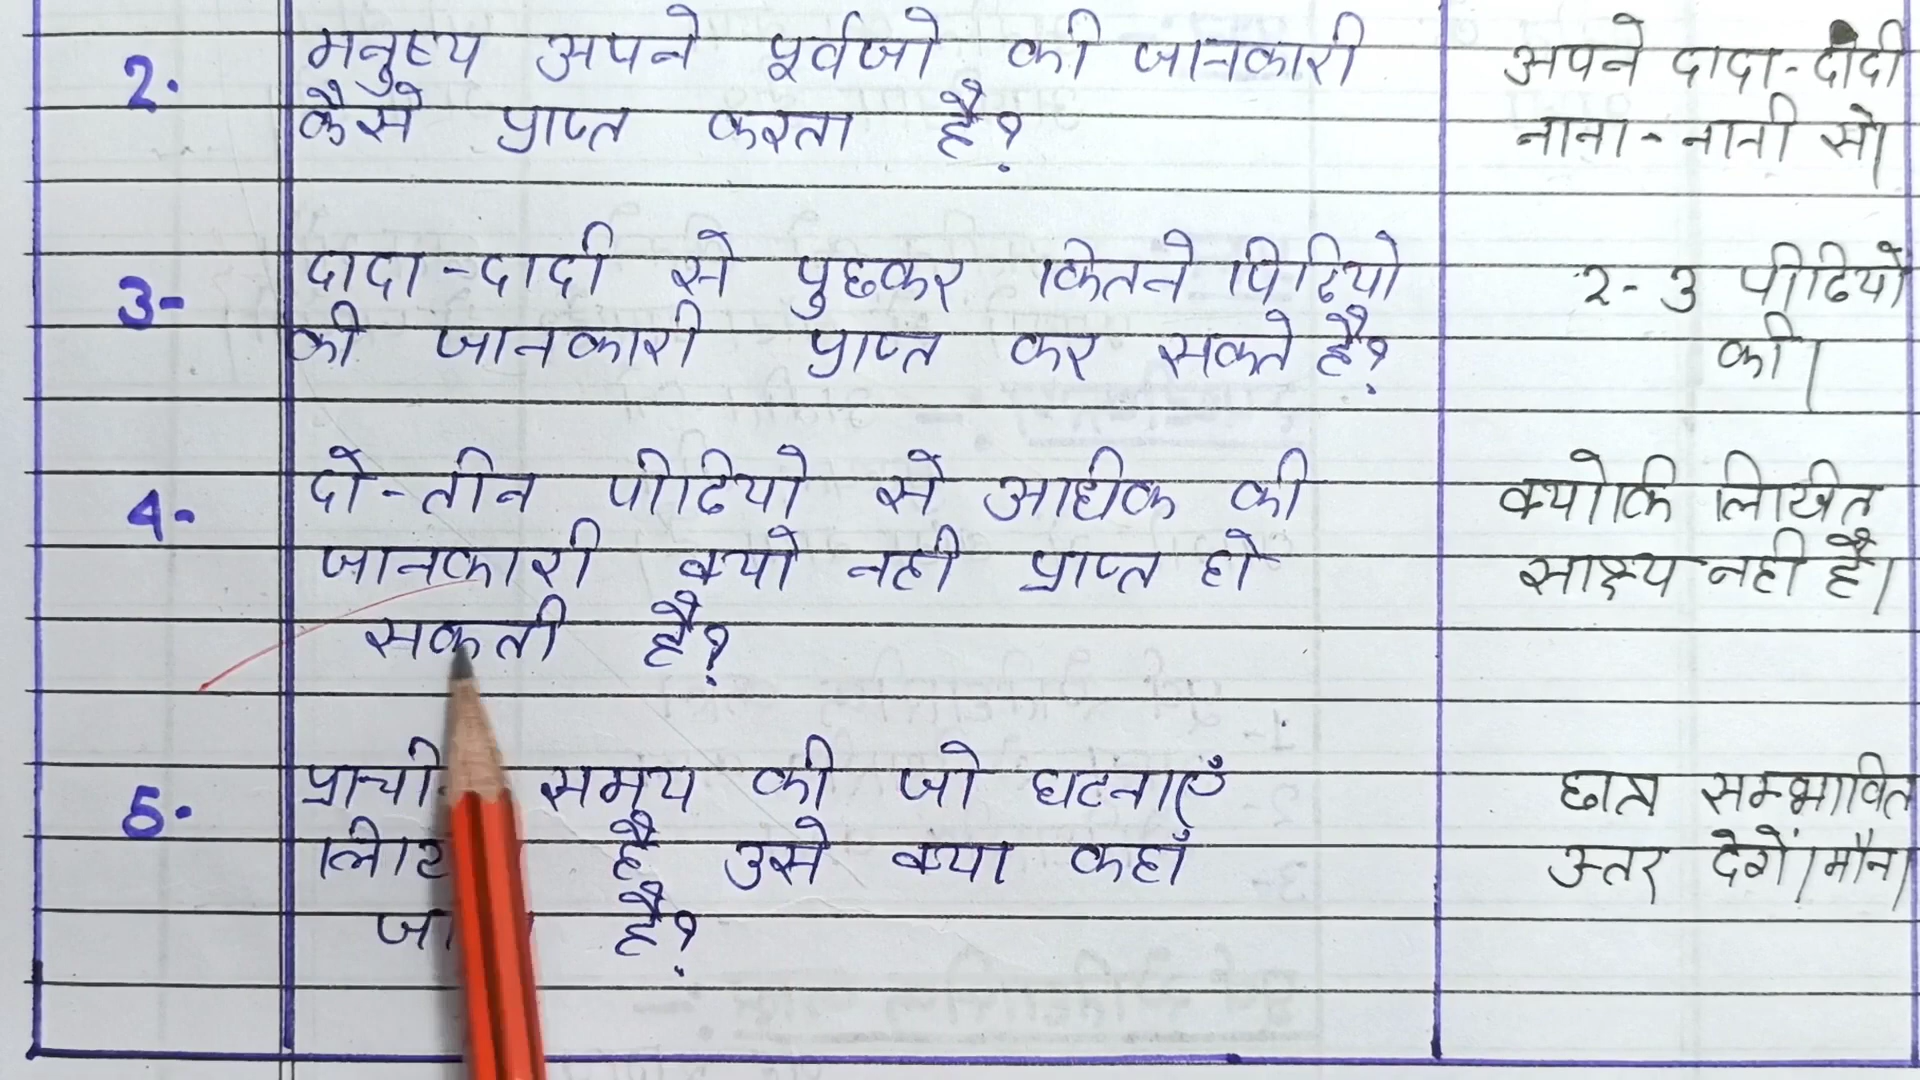 2. मनुष्य अपने पूर्वजो की जानकारी
कैसे प्राप्त करता है?
अपने दादा-दादी
नाना-नानी से।
3- दादा-दादी से पुछकर कितने पिढियो
की जानकारी प्राप्त कर सकते है?
२-३ पीढियों
की।
4- दो-तीन पीढियो से अधिक की
जानकारी क्यो नही प्राप्त हो
सकती है?
क्योकि लिखित
साक्ष्य नही है।
5. समय की जो घटनाएँ
है उसे क्या कहाँ
है?
छात्र सम्भावित
उत्तर देगें।मौन।